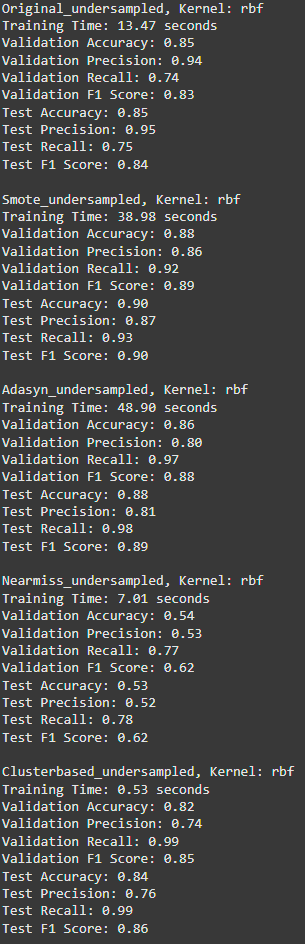 Original_undersampled, Kernel: rbf
Training Time: 13.47 seconds
Validation Accuracy: 0.85
Validation Precision: 0.94
Validation Recall: 0.74
Validation F1 Score: 0.83
Test Accuracy: 0.85
Test Precision: 0.95
Test Recall: 0.75
Test F1 Score: 0.84
Smote_undersampled, Kernel: rbf
Training Time: 38.98 seconds
Validation Accuracy: 0.88
Validation Precision: 0.86
Validation Recall: 0.92
Validation F1 Score: 0.89
Test Accuracy: 0.90
Test Precision: 0.87
Test Recall: 0.93
Test F1 Score: 0.90
Adasyn_undersampled, Kernel: rbf
Training Time: 48.90 seconds
Validation Accuracy: 0.86
Validation Precision: 0.80
Validation Recall: 0.97
Validation F1 Score: 0.88
Test Accuracy: 0.88
Test Precision: 0.81
Test Recall: 0.98
Test F1 Score: 0.89
Nearmiss_undersampled, Kernel: rbf
Training Time: 7.01 seconds
Validation Accuracy: 0.54
Validation Precision: 0.53
Validation Recall: 0.77
Validation F1 Score: 0.62
Test Accuracy: 0.53
Test Precision: 0.52
Test Recall: 0.78
Test F1 Score: 0.62
Clusterbased_undersampled, Kernel: rbf
Training Time: 0.53 seconds
Validation Accuracy: 0.82
Validation Precision: 0.74
Validation Recall: 0.99
Validation F1 Score: 0.85
Test Accuracy: 0.84
Test Precision: 0.76
Test Recall: 0.99
Test F1 Score: 0.86